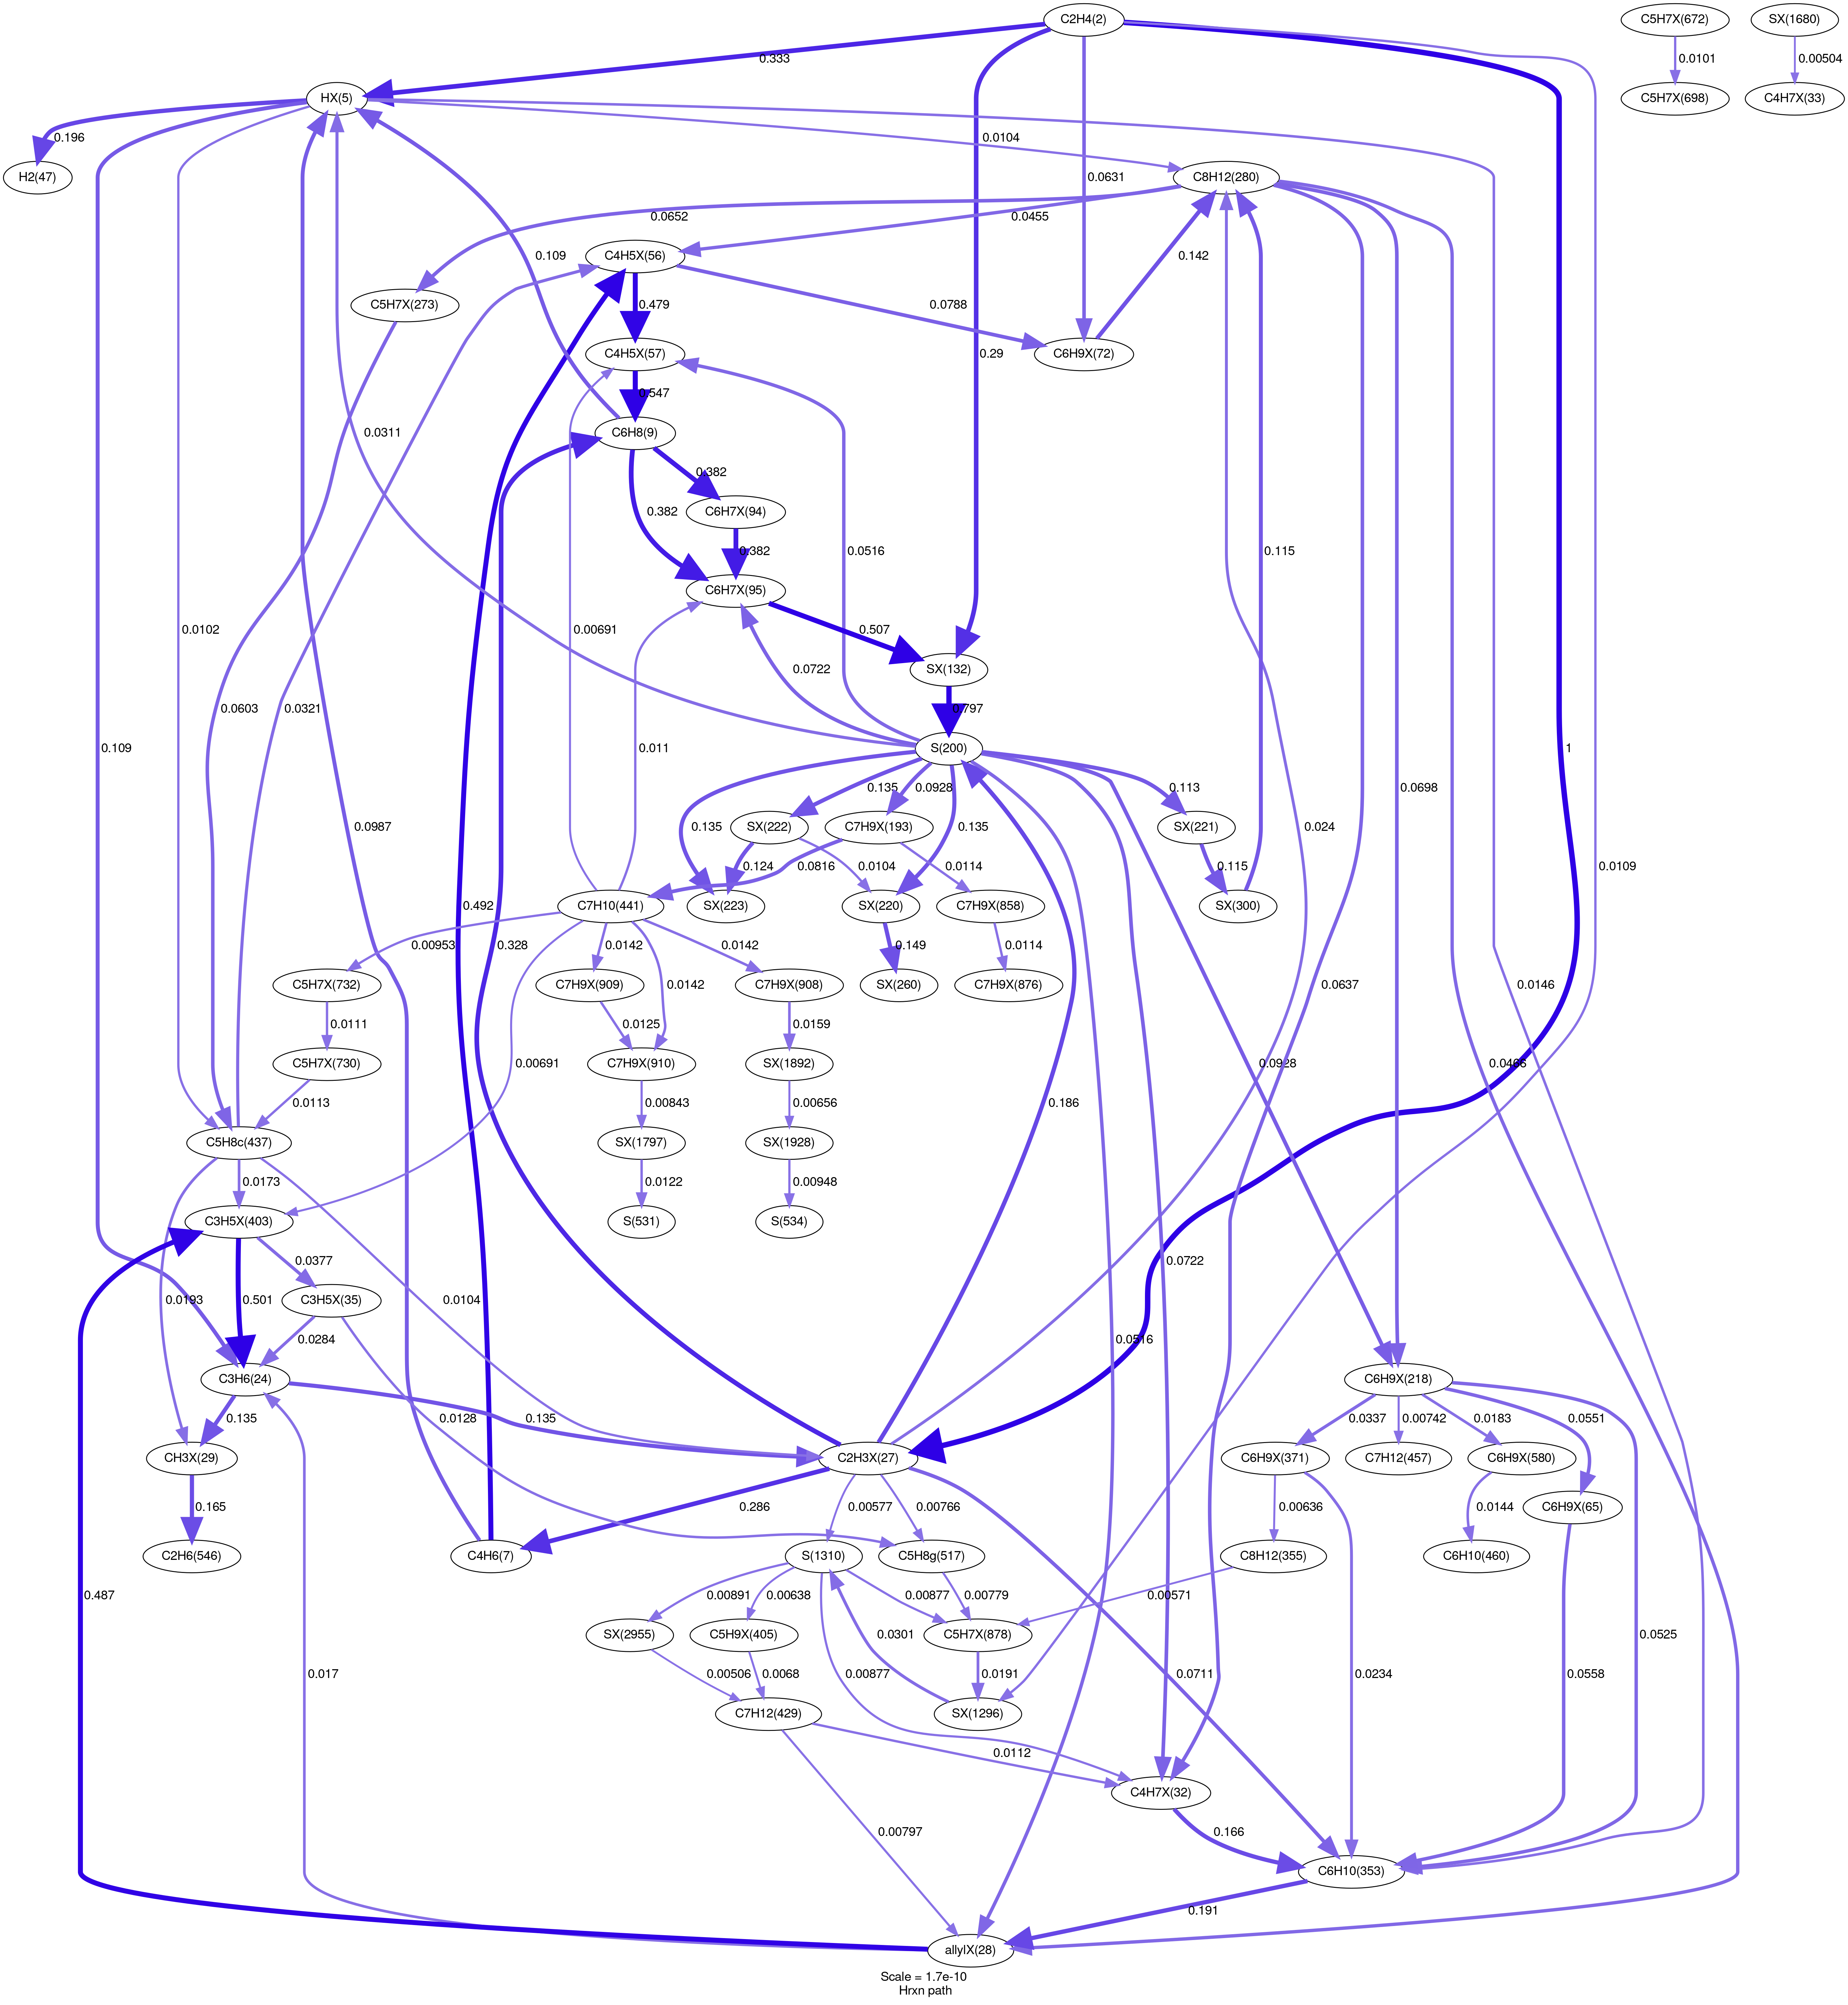 C2H4(2)
C5H7X(672)
SX(1680)
0.333
0.0101
0.00504
HX(5)
C5H7X(698)
C4H7X(33)
0.196
0.0104
H2(47)
0.0631
C8H12(280)
0.0652
0.0455
C4H5X(56)
0.109
0.142
C5H7X(273)
0.479
0.0788
C4H5X(57)
C6H9X(72)
0.29
0.547
0.0311
C6H8(9)
0.382
0.382
C6H7X(94)
0.0516
0.115
0.382
C6H7X(95)
0.0102
0.00691
0.507
0.024
SX(132)
0.0722
0.0698
0.0603
0.0321
0.797
0.109
0.011
S(200)
1
0.135
0.0928
0.113
0.0987
0.135
SX(222)
C7H9X(193)
0.135
SX(221)
0.0109
0.124
0.0104
0.0816
0.0114
0.115
0.492
C7H10(441)
SX(223)
SX(220)
C7H9X(858)
SX(300)
0.328
0.00953
0.0142
0.0142
0.149
0.0114
0.0637
0.0146
C5H7X(732)
C7H9X(909)
0.0142
C7H9X(908)
SX(260)
C7H9X(876)
0.0111
0.0125
0.0159
C5H7X(730)
0.00691
C7H9X(910)
SX(1892)
0.186
0.0928
0.0466
0.0113
0.00843
0.00656
C5H8c(437)
SX(1797)
SX(1928)
0.0173
0.0122
0.00948
C3H5X(403)
S(531)
S(534)
0.0722
0.0377
0.0193
0.501
C3H5X(35)
0.0104
0.0284
0.0516
C3H6(24)
C6H9X(218)
0.135
0.0128
0.135
0.0337
0.00742
0.0183
0.0551
CH3X(29)
C2H3X(27)
C6H9X(371)
C7H12(457)
C6H9X(580)
0.165
0.286
0.00577
0.00766
0.00636
0.0144
C6H9X(65)
C2H6(546)
C4H6(7)
S(1310)
C5H8g(517)
C8H12(355)
C6H10(460)
0.487
0.00891
0.00638
0.00877
0.00779
0.00571
SX(2955)
C5H9X(405)
0.0301
C5H7X(878)
0.0525
0.017
0.00506
0.0068
0.00877
0.0191
0.0711
0.0234
0.0558
C7H12(429)
SX(1296)
0.0112
C4H7X(32)
0.00797
0.166
C6H10(353)
0.191
allylX(28)
Scale = 1.7e-10
Hrxn path